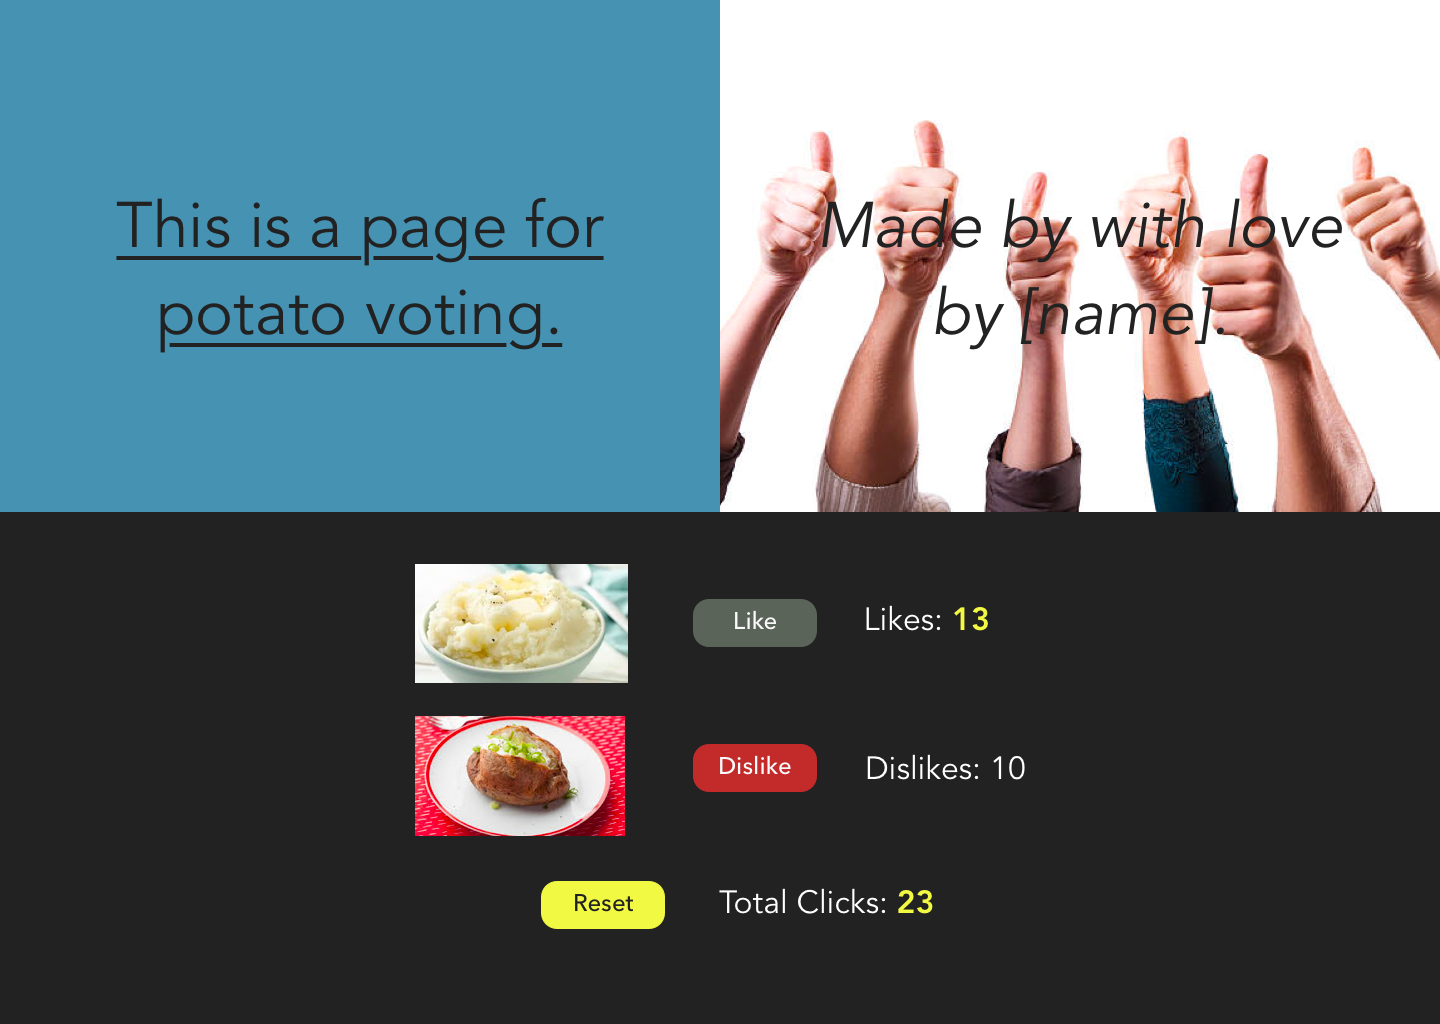 This is a page for
potato voting.
Made by with love
by [name].
Like
Likes: 13
Dislike
Dislikes: 10
Reset
Total Clicks: 23